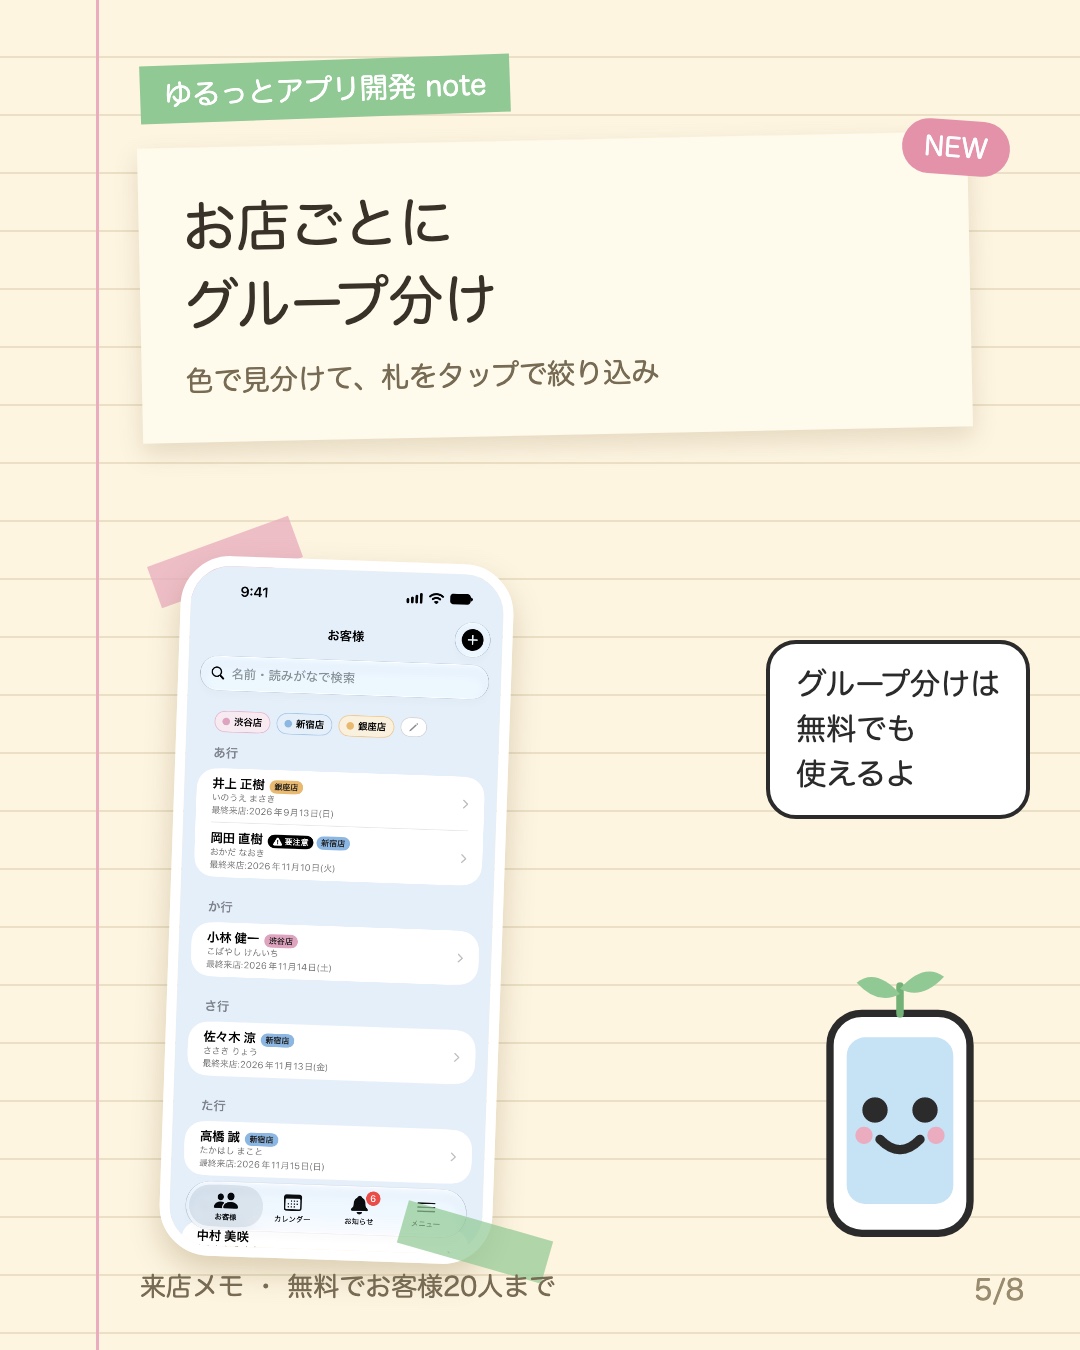 ゆるっとアプリ開発 note
NEW
お店ごとに
グループ分け
色で見分けて、札をタップで絞り込み
9:41
お客様
名前・読みがなで検索
渋谷店 新宿店 銀座店
あ行
井上 正樹 銀座店
いのうえ まさき
最終来店:2026年9月13日(日)
岡田 直樹 要注意 新宿店
おかだ なおき
最終来店:2026年11月10日(火)
か行
小林 健一 渋谷店
こばやし けんいち
最終来店:2026年11月14日(土)
さ行
佐々木 涼 新宿店
ささき りょう
最終来店:2026年11月13日(金)
た行
高橋 誠 新宿店
たかはし まこと
最終来店:2026年11月15日(日)
お客様 カレンダー お知らせ 6 メニュー
中村 美咲
グループ分けは
無料でも
使えるよ
来店メモ ・ 無料でお客様20人まで
5/8